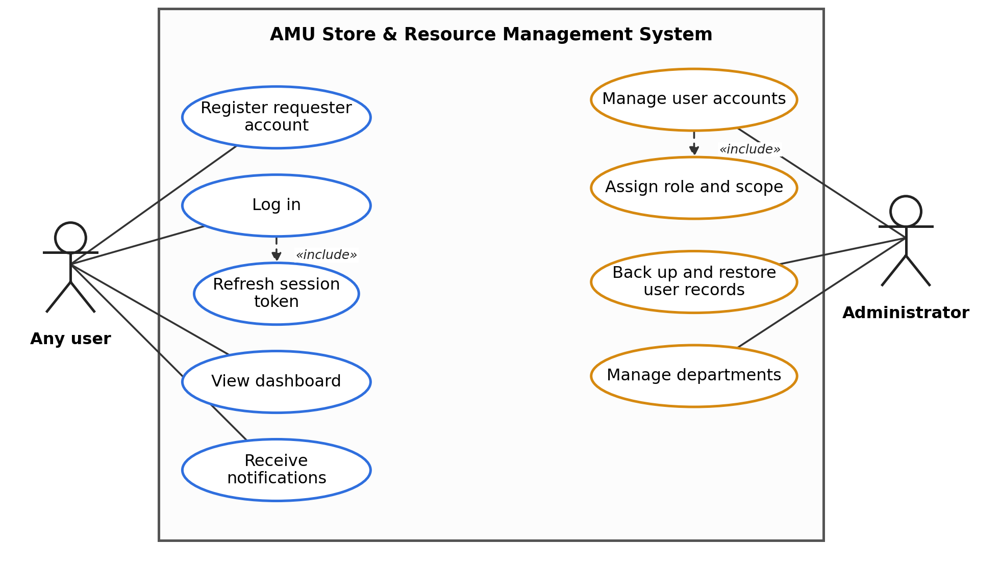 AMU Store & Resource Management System
Register requester
account
Log in
«include»
Refresh session
token
View dashboard
Receive
notifications
Any user
Manage user accounts
«include»
Assign role and scope
Back up and restore
user records
Manage departments
Administrator